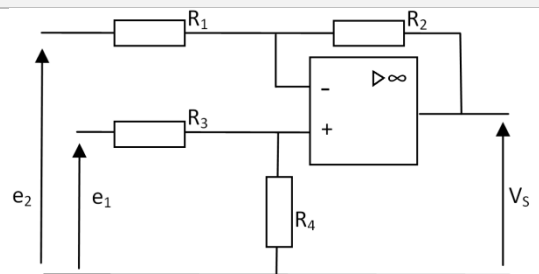 R₁
R₂
▷∞
-
R₃
+
e₂
e₁
R₄
Vₛ